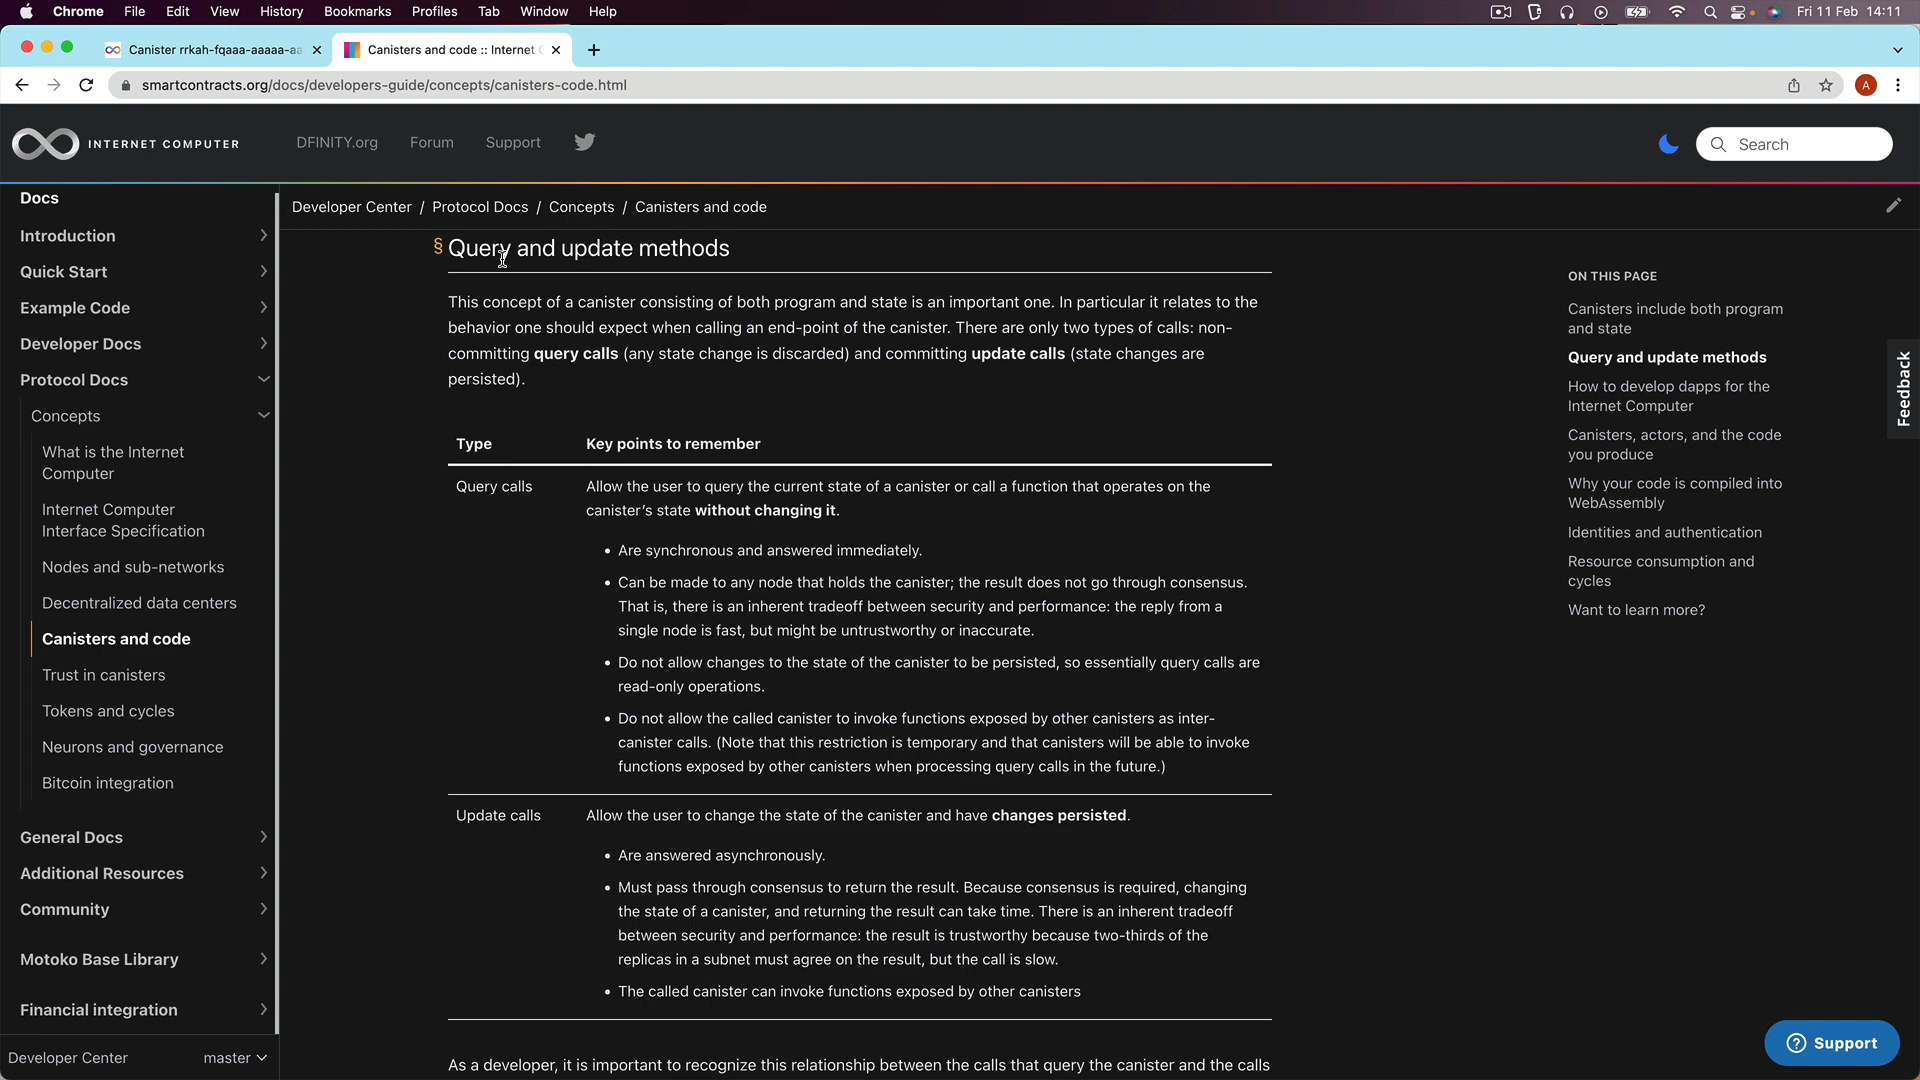 Chrome File Edit View History Bookmarks Profiles Tab Window Help Fri 11 Feb 14:11
Canister rrkah-fqaaa-aaaaa-aa Canisters and code :: Internet
smartcontracts.org/docs/developers-guide/concepts/canisters-code.html A
INTERNET COMPUTER DFINITY.org Forum Support Search
Docs
Introduction
Quick Start
Example Code
Developer Docs
Protocol Docs
Concepts
What is the Internet
Computer
Internet Computer
Interface Specification
Nodes and sub-networks
Decentralized data centers
Canisters and code
Trust in canisters
Tokens and cycles
Neurons and governance
Bitcoin integration
General Docs
Additional Resources
Community
Motoko Base Library
Financial integration
Developer Center master
Developer Center / Protocol Docs / Concepts / Canisters and code
§ Query and update methods
This concept of a canister consisting of both program and state is an important one. In particular it relates to the
behavior one should expect when calling an end-point of the canister. There are only two types of calls: non-
committing query calls (any state change is discarded) and committing update calls (state changes are
persisted).
Type Key points to remember
Query calls Allow the user to query the current state of a canister or call a function that operates on the
canister’s state without changing it.
• Are synchronous and answered immediately.
• Can be made to any node that holds the canister; the result does not go through consensus.
That is, there is an inherent tradeoff between security and performance: the reply from a
single node is fast, but might be untrustworthy or inaccurate.
• Do not allow changes to the state of the canister to be persisted, so essentially query calls are
read-only operations.
• Do not allow the called canister to invoke functions exposed by other canisters as inter-
canister calls. (Note that this restriction is temporary and that canisters will be able to invoke
functions exposed by other canisters when processing query calls in the future.)
Update calls Allow the user to change the state of the canister and have changes persisted.
• Are answered asynchronously.
• Must pass through consensus to return the result. Because consensus is required, changing
the state of a canister, and returning the result can take time. There is an inherent tradeoff
between security and performance: the result is trustworthy because two-thirds of the
replicas in a subnet must agree on the result, but the call is slow.
• The called canister can invoke functions exposed by other canisters
As a developer, it is important to recognize this relationship between the calls that query the canister and the calls
ON THIS PAGE
Canisters include both program
and state
Query and update methods
How to develop dapps for the
Internet Computer
Canisters, actors, and the code
you produce
Why your code is compiled into
WebAssembly
Identities and authentication
Resource consumption and
cycles
Want to learn more?
Feedback
Support